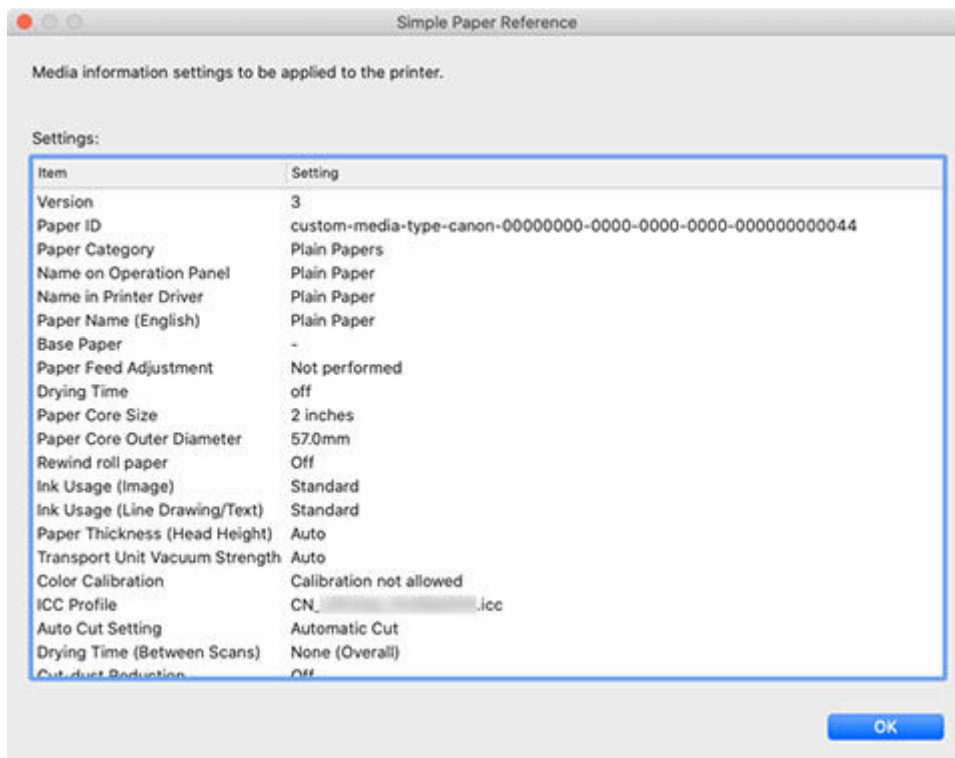 Simple Paper Reference
Media information settings to be applied to the printer.
Settings:
Item Setting
Version 3
Paper ID custom-media-type-canon-00000000-0000-0000-0000-000000000044
Paper Category Plain Papers
Name on Operation Panel Plain Paper
Name in Printer Driver Plain Paper
Paper Name (English) Plain Paper
Base Paper -
Paper Feed Adjustment Not performed
Drying Time off
Paper Core Size 2 inches
Paper Core Outer Diameter 57.0mm
Rewind roll paper Off
Ink Usage (Image) Standard
Ink Usage (Line Drawing/Text) Standard
Paper Thickness (Head Height) Auto
Transport Unit Vacuum Strength Auto
Color Calibration Calibration not allowed
ICC Profile CN_ .icc
Auto Cut Setting Automatic Cut
Drying Time (Between Scans) None (Overall)
Cut-dust Reduction Off
OK